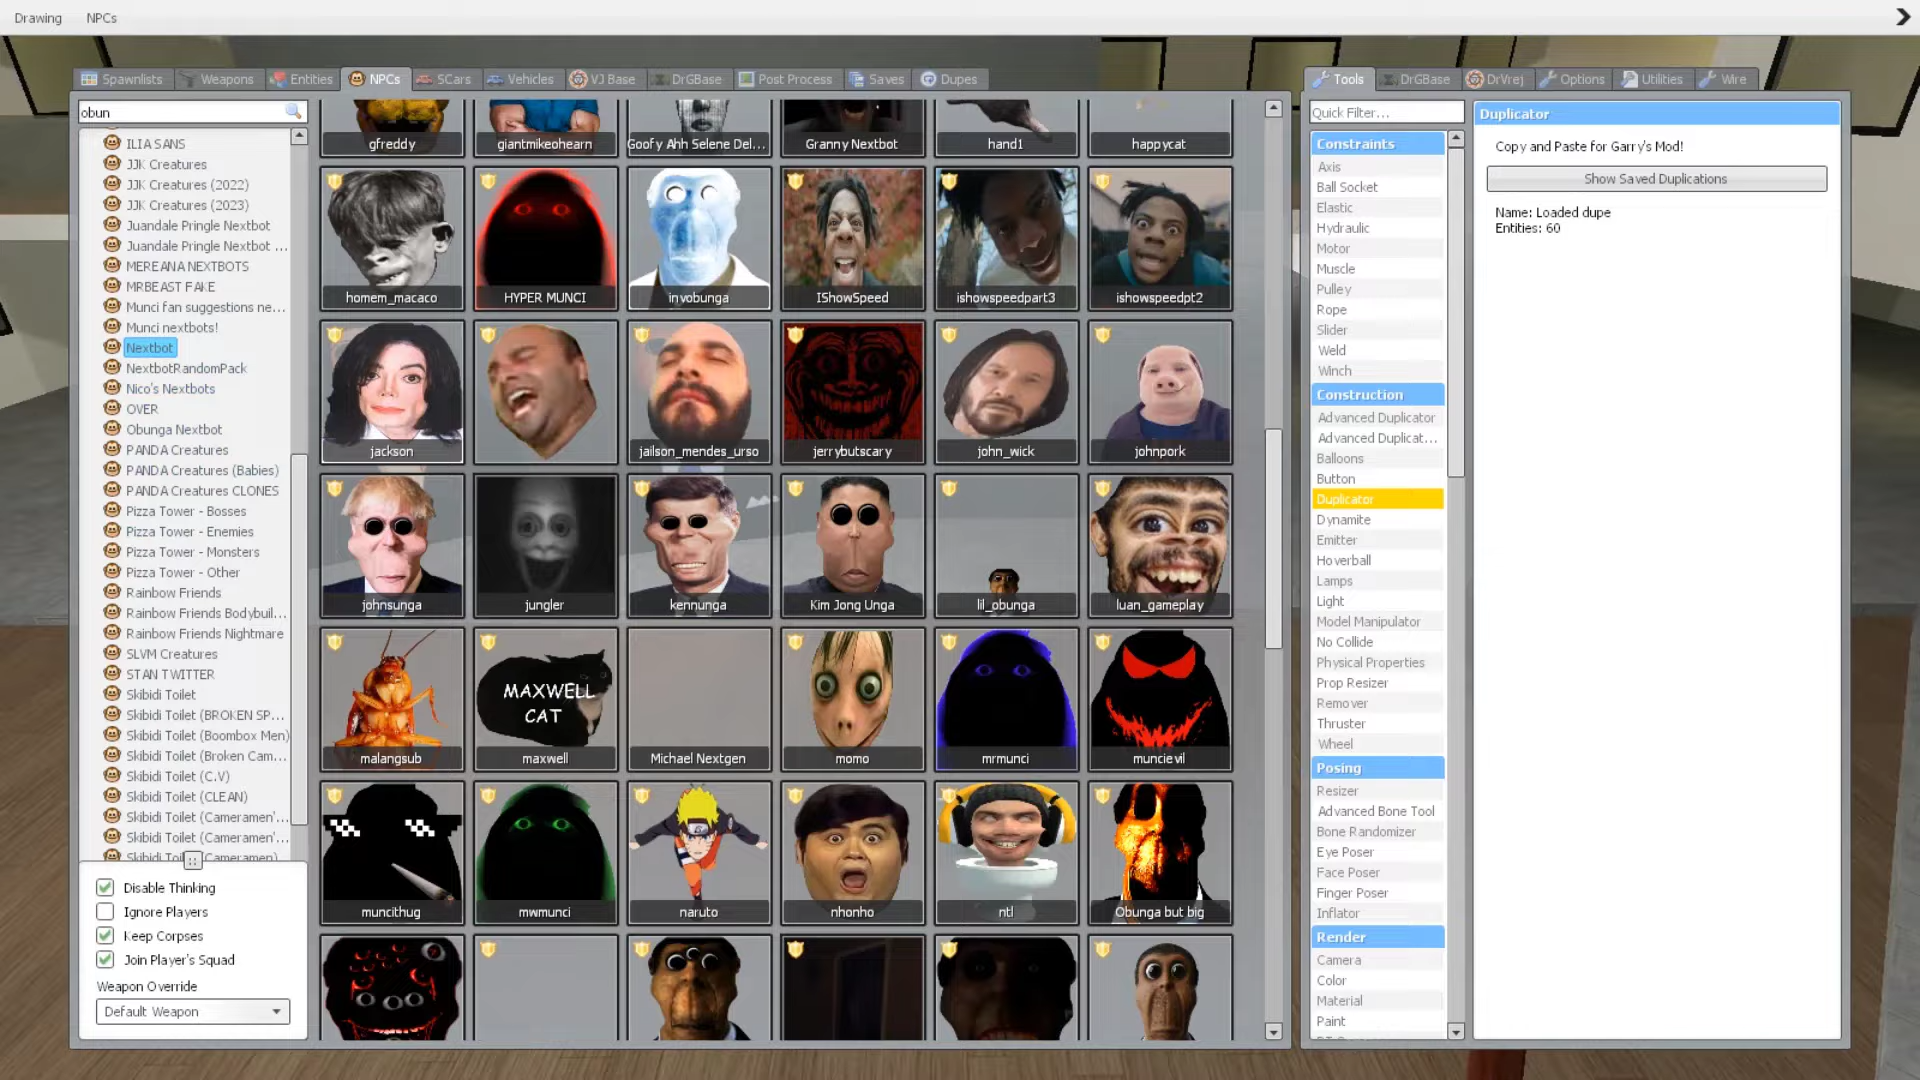 Drawing NPCs
Spawnlists Weapons Entities NPCs SCars Vehicles VJ Base DrGBase Post Process Saves Dupes
obun
ILIA SANS
JJK Creatures
JJK Creatures (2022)
JJK Creatures (2023)
Juandale Pringle Nextbot
Juandale Pringle Nextbot ...
MEREANA NEXTBOTS
MRBEAST FAKE
Munci fan suggestions ne...
Munci nextbots!
Nextbot
NextbotRandomPack
Nico's Nextbots
OVER
Obunga Nextbot
PANDA Creatures
PANDA Creatures (Babies)
PANDA Creatures CLONES
Pizza Tower - Bosses
Pizza Tower - Enemies
Pizza Tower - Monsters
Pizza Tower - Other
Rainbow Friends
Rainbow Friends Bodybuil...
Rainbow Friends Nightmare
SLVM Creatures
STAN TWITTER
Skibidi Toilet
Skibidi Toilet (BROKEN SP...
Skibidi Toilet (Boombox Men)
Skibidi Toilet (Broken Cam...
Skibidi Toilet (C.V)
Skibidi Toilet (CLEAN)
Skibidi Toilet (Cameramen'...
Skibidi Toilet (Cameramen'...
Disable Thinking
Ignore Players
Keep Corpses
Join Player's Squad
Weapon Override
Default Weapon
gfreddy giantmikeohearn Goofy Ahh Selene Del... Granny Nextbot hand1 happycat
homem_macaco HYPER MUNCI invobunga IShowSpeed ishowspeedpart3 ishowspeedpt2
jackson jailson_mendes_urso jerrybutscary john_wick johnpork
johnsunga jungler kennunga Kim Jong Unga lil_obunga luan_gameplay
MAXWELL
CAT
malangsub maxwell Michael Nextgen momo mrmunci muncievil
muncithug mwmunci naruto nhonho ntl Obunga but big
Tools DrGBase DrVrej Options Utilities Wire
Quick Filter...
Constraints
Axis
Ball Socket
Elastic
Hydraulic
Motor
Muscle
Pulley
Rope
Slider
Weld
Winch
Construction
Advanced Duplicator
Advanced Duplicat...
Balloons
Button
Duplicator
Dynamite
Emitter
Hoverball
Lamps
Light
Model Manipulator
No Collide
Physical Properties
Prop Resizer
Remover
Thruster
Wheel
Posing
Resizer
Advanced Bone Tool
Bone Randomizer
Eye Poser
Face Poser
Finger Poser
Inflator
Render
Camera
Color
Material
Paint
Duplicator
Copy and Paste for Garry's Mod!
Show Saved Duplications
Name: Loaded dupe
Entities: 60